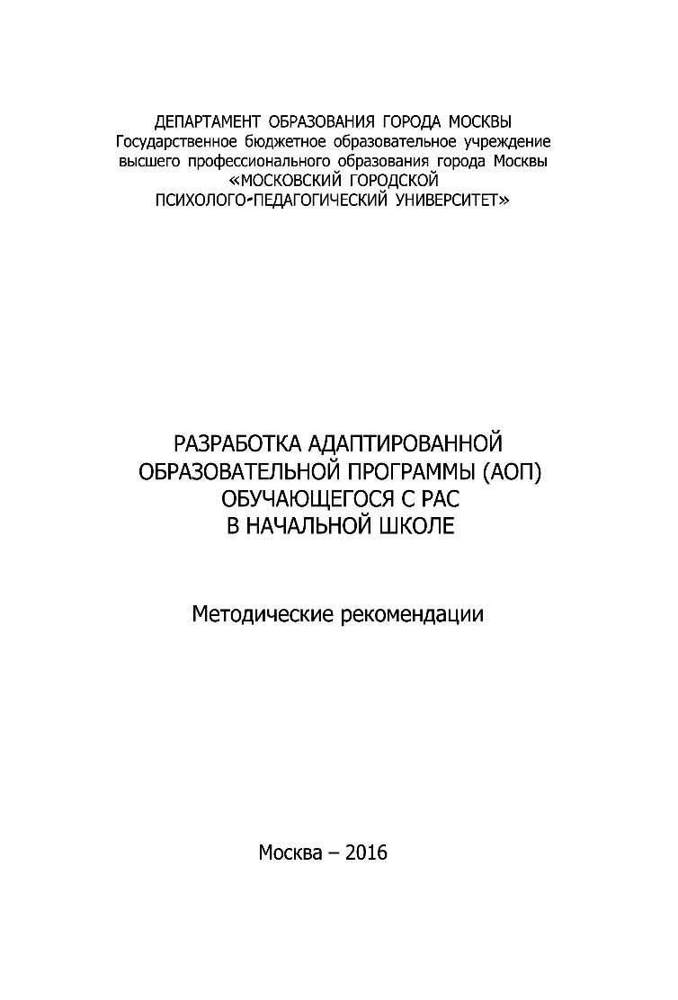 ДЕПАРТАМЕНТ ОБРАЗОВАНИЯ ГОРОДА МОСКВЫ
Государственное бюджетное образовательное учреждение
высшего профессионального образования города Москвы
«МОСКОВСКИЙ ГОРОДСКОЙ
ПСИХОЛОГО-ПЕДАГОГИЧЕСКИЙ УНИВЕРСИТЕТ»
РАЗРАБОТКА АДАПТИРОВАННОЙ
ОБРАЗОВАТЕЛЬНОЙ ПРОГРАММЫ (АОП)
ОБУЧАЮЩЕГОСЯ С РАС
В НАЧАЛЬНОЙ ШКОЛЕ
Методические рекомендации
Москва – 2016